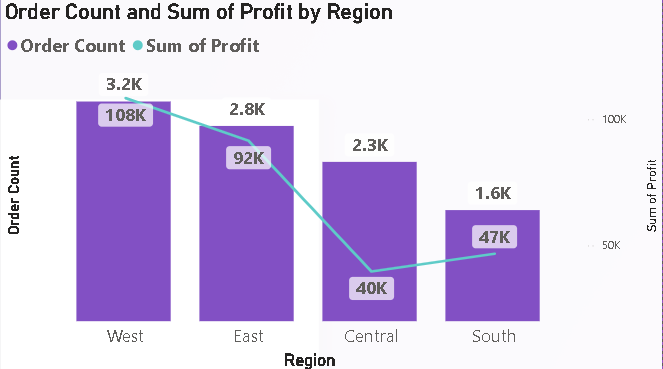 Order Count and Sum of Profit by Region
Order Count Sum of Profit
3.2K
108K
2.8K
92K
2.3K
40K
1.6K
47K
100K
50K
Order Count
Sum of Profit
West East Central South
Region